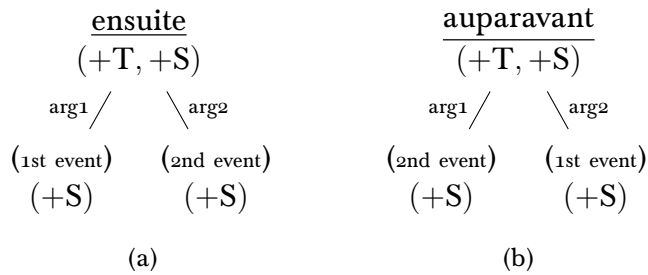 ensuite auparavant
(+T, +S) (+T, +S)
arg1 arg2 arg1 arg2
(1st event) (2nd event) (2nd event) (1st event)
(+S) (+S) (+S) (+S)
(a) (b)